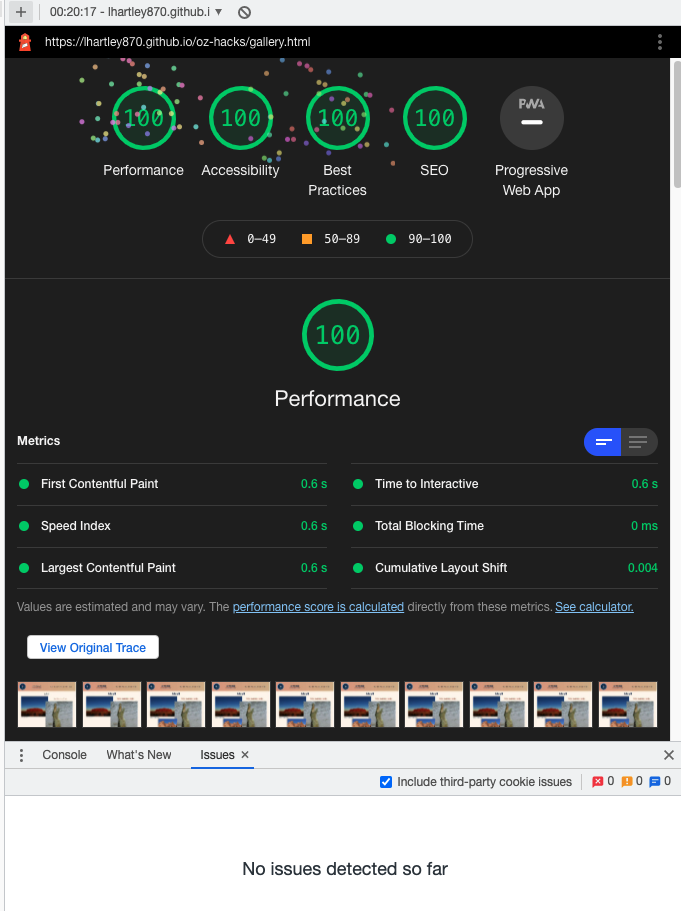 00:20:17 - lhartley870.github.i
https://lhartley870.github.io/oz-hacks/gallery.html
100 100 100 100 PWA
Performance Accessibility Best Practices SEO Progressive Web App
0–49 50–89 90–100
100
Performance
Metrics
First Contentful Paint 0.6 s Time to Interactive 0.6 s
Speed Index 0.6 s Total Blocking Time 0 ms
Largest Contentful Paint 0.6 s Cumulative Layout Shift 0.004
Values are estimated and may vary. The performance score is calculated directly from these metrics. See calculator.
View Original Trace
Console What's New Issues
Include third-party cookie issues 0 0 0
No issues detected so far